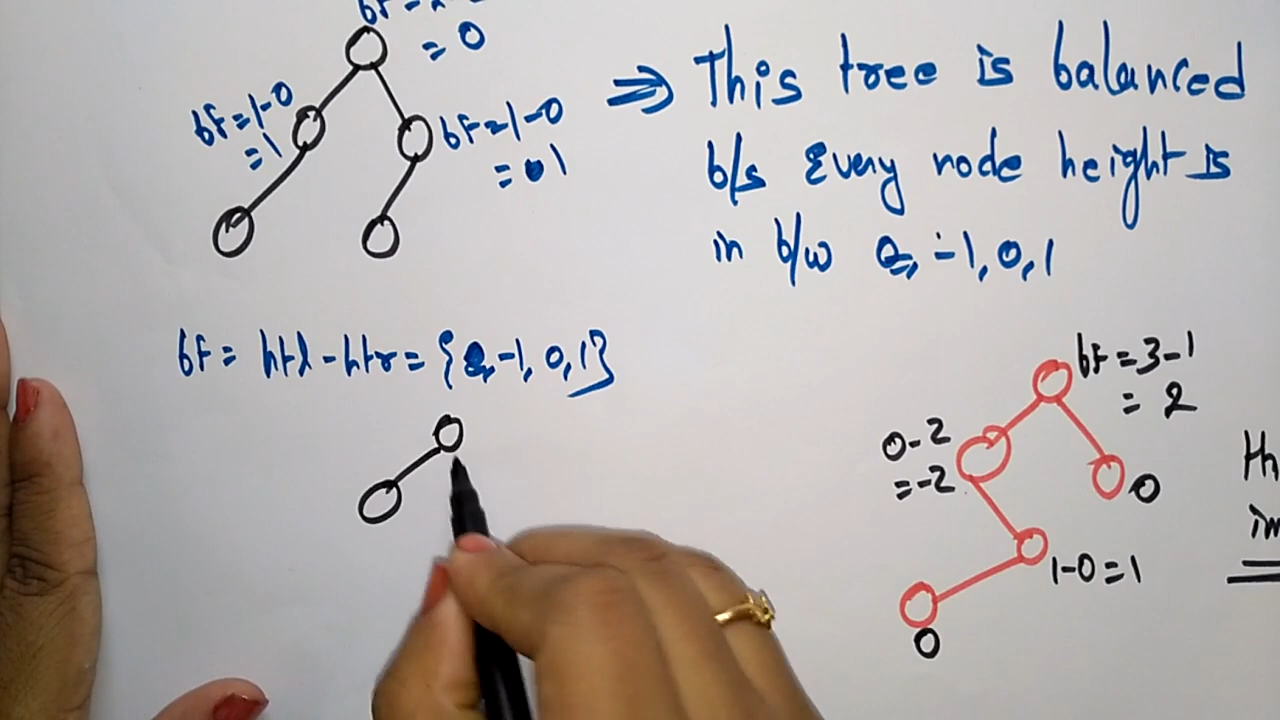 = 0
bF=1-0
=1
bF=1-0
= 1
⇒ This tree is balanced
b/s Every node height is
in b/w -1, 0, 1
bF = htl - htr = { -1, 0, 1}
bF = 3-1
= 2
0-2
=-2
0
1-0=1
0